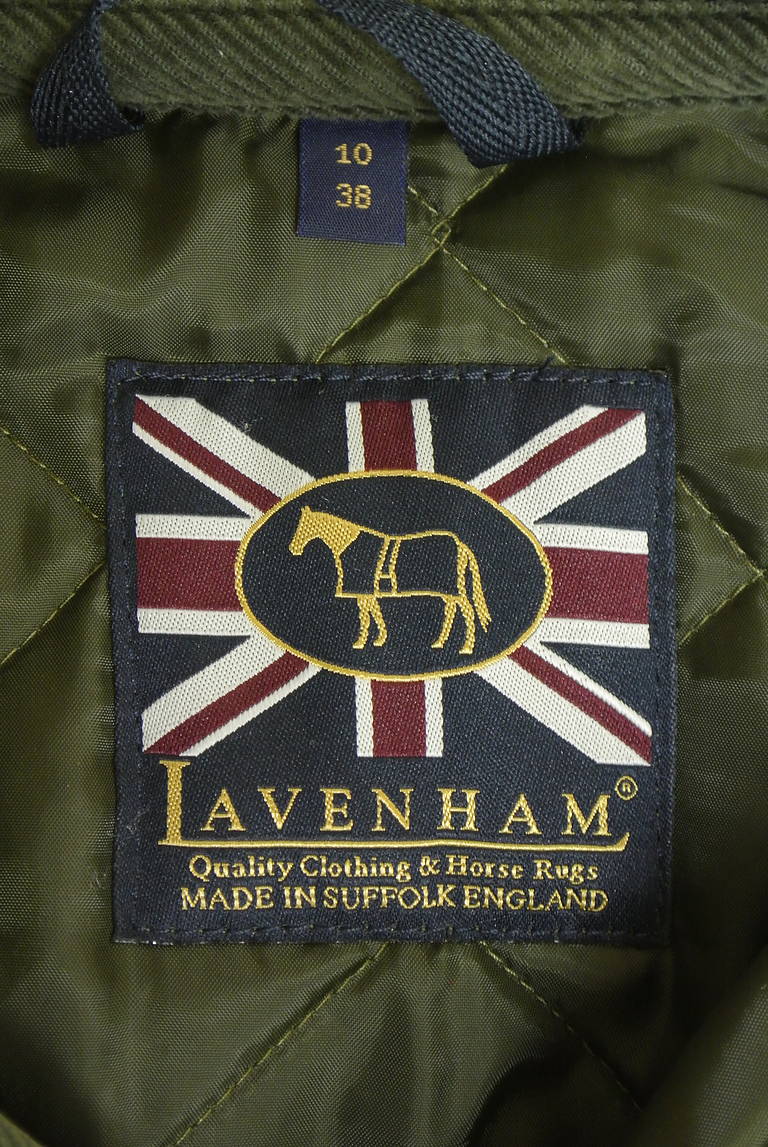 10
38
LAVENHAM®
Quality Clothing & Horse Rugs
MADE IN SUFFOLK ENGLAND